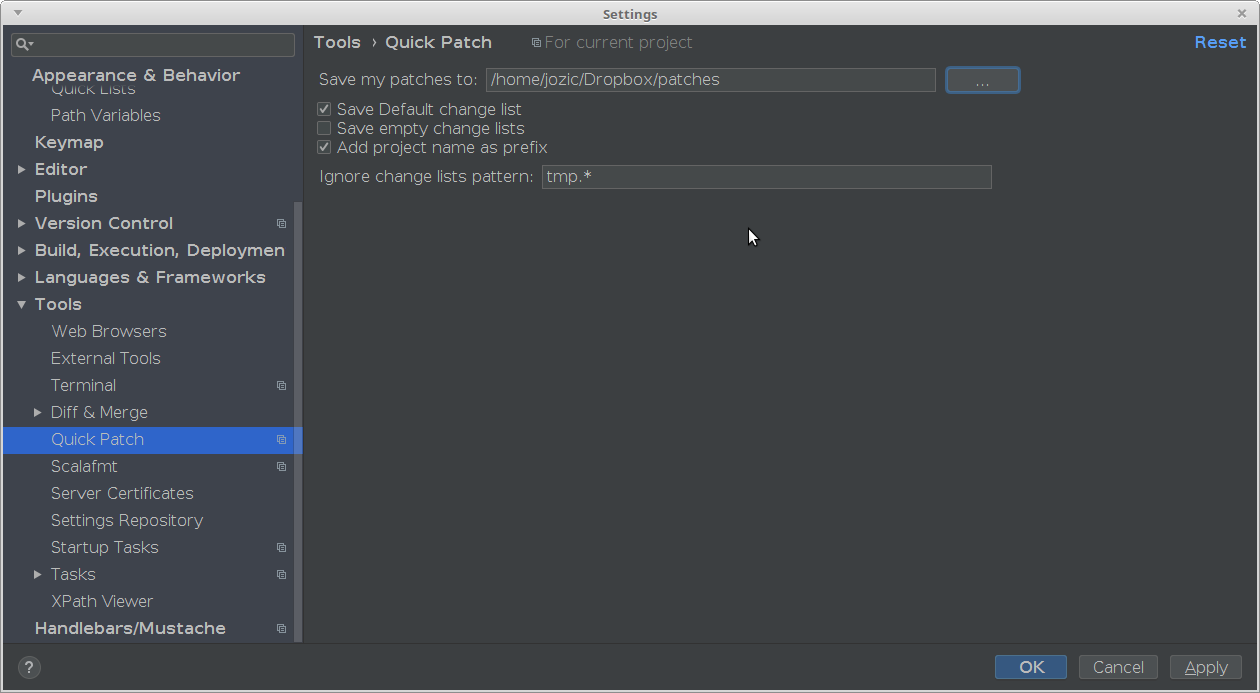 Settings
Tools › Quick Patch
For current project
Reset
Appearance & Behavior
Quick Lists
Path Variables
Keymap
Editor
Plugins
Version Control
Build, Execution, Deploymen
Languages & Frameworks
Tools
Web Browsers
External Tools
Terminal
Diff & Merge
Quick Patch
Scalafmt
Server Certificates
Settings Repository
Startup Tasks
Tasks
XPath Viewer
Handlebars/Mustache
Save my patches to: /home/jozic/Dropbox/patches ...
Save Default change list
Save empty change lists
Add project name as prefix
Ignore change lists pattern: tmp.*
?
OK
Cancel
Apply